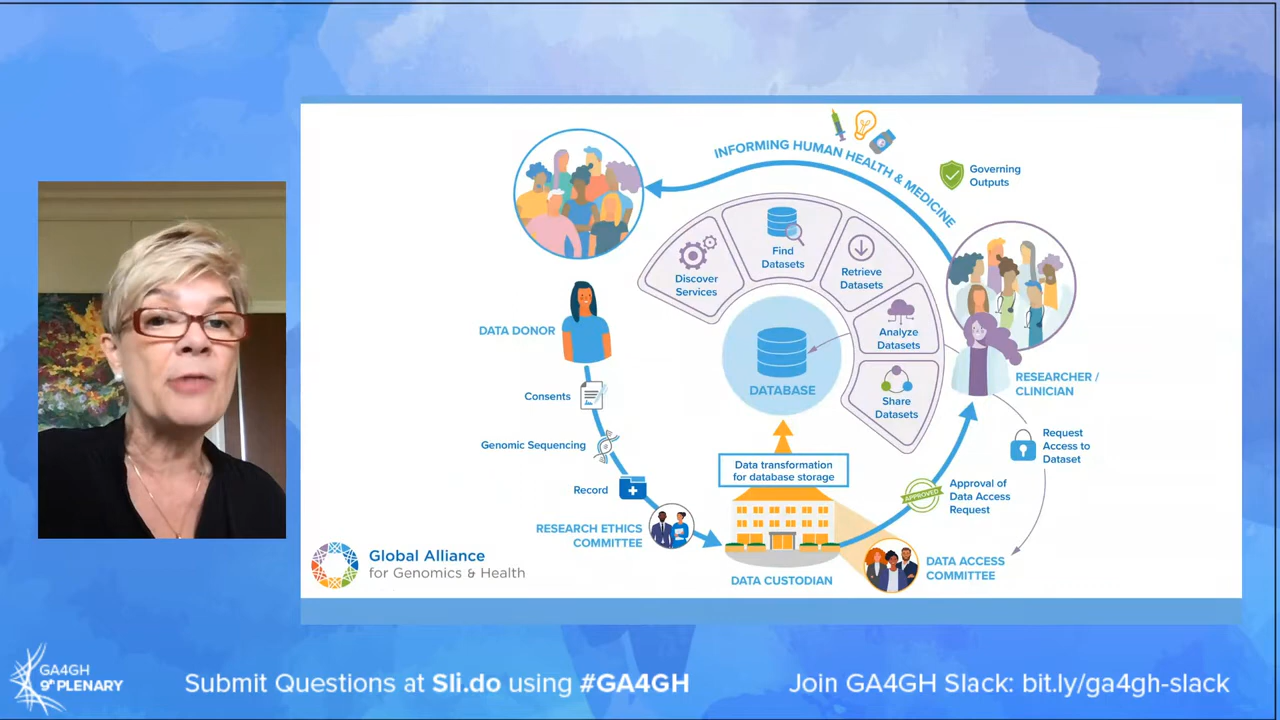 INFORMING HUMAN HEALTH & MEDICINE
Governing
Outputs
Find
Datasets
Discover
Services
Retrieve
Datasets
Analyze
Datasets
Share
Datasets
DATABASE
DATA DONOR
Consents
Genomic Sequencing
Record
RESEARCH ETHICS
COMMITTEE
Data transformation
for database storage
DATA CUSTODIAN
RESEARCHER /
CLINICIAN
Request
Access to
Dataset
APPROVED
Approval of
Data Access
Request
DATA ACCESS
COMMITTEE
Global Alliance
for Genomics & Health
GA4GH
9th PLENARY
Submit Questions at Sli.do using #GA4GH
Join GA4GH Slack: bit.ly/ga4gh-slack